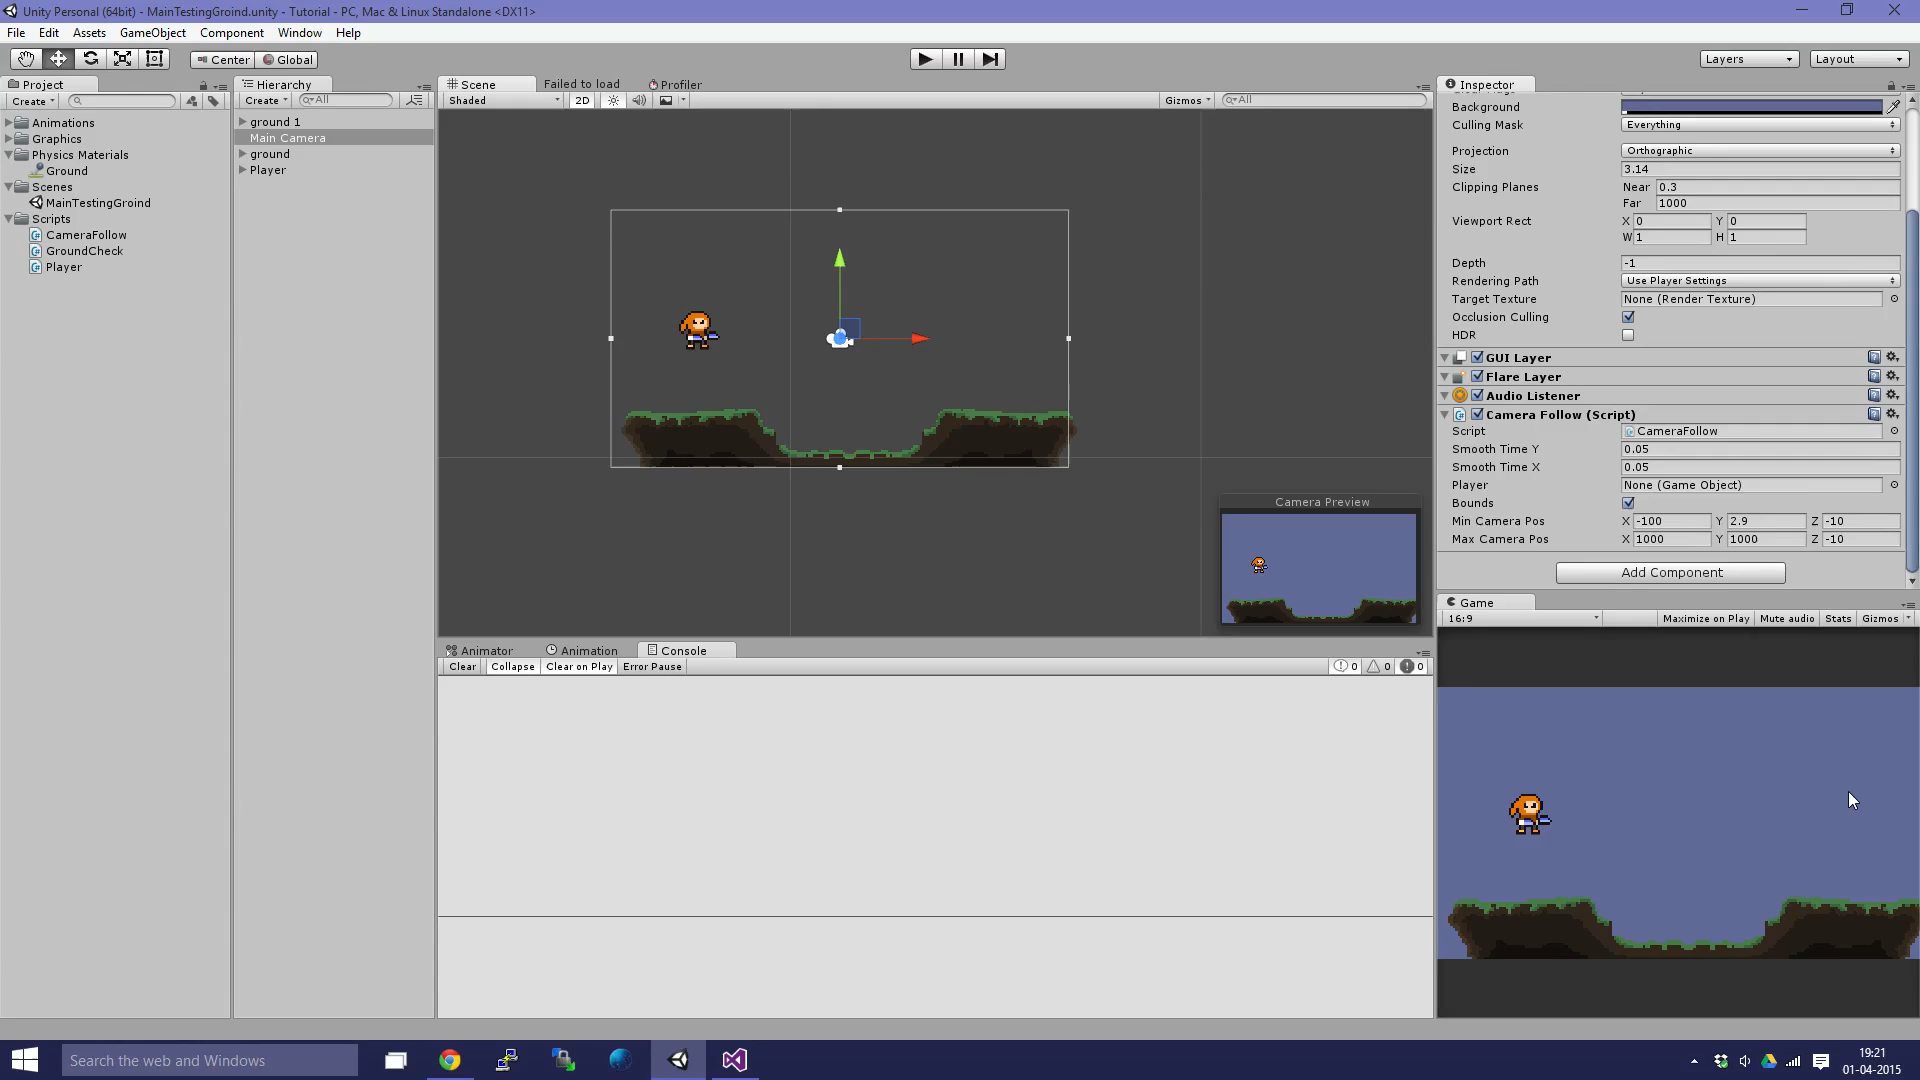 Unity Personal (64bit) - MainTestingGroind.unity - Tutorial - PC, Mac & Linux Standalone <DX11>
File Edit Assets GameObject Component Window Help
Center Global Layers Layout
Project
Create
Animations
Graphics
Physics Materials
Ground
Scenes
MainTestingGroind
Scripts
CameraFollow
GroundCheck
Player
Hierarchy
Create All
ground 1
Main Camera
ground
Player
Scene Failed to load Profiler
Shaded 2D Gizmos All
Camera Preview
Animator Animation Console
Clear Collapse Clear on Play Error Pause 0 0 0
Inspector
Background
Culling Mask Everything
Projection Orthographic
Size 3.14
Clipping Planes Near 0.3
Far 1000
Viewport Rect X 0 Y 0
W 1 H 1
Depth -1
Rendering Path Use Player Settings
Target Texture None (Render Texture)
Occlusion Culling
HDR
GUI Layer
Flare Layer
Audio Listener
Camera Follow (Script)
Script CameraFollow
Smooth Time Y 0.05
Smooth Time X 0.05
Player None (Game Object)
Bounds
Min Camera Pos X -100 Y 2.9 Z -10
Max Camera Pos X 1000 Y 1000 Z -10
Add Component
Game
16:9 Maximize on Play Mute audio Stats Gizmos
Search the web and Windows
19:21
01-04-2015